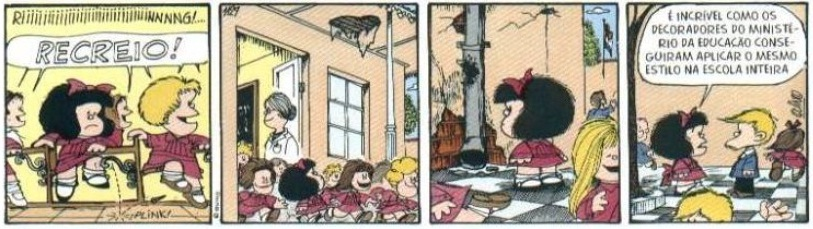 RIIIIIIIIIIIIIIIIIIIIIIIINNNNG!...
RECREIO!
PLINK!
É INCRÍVEL COMO OS
DECORADORES DO MINISTÉ-
RIO DA EDUCAÇÃO CONSE-
GUIRAM APLICAR O MESMO
ESTILO NA ESCOLA INTEIRA